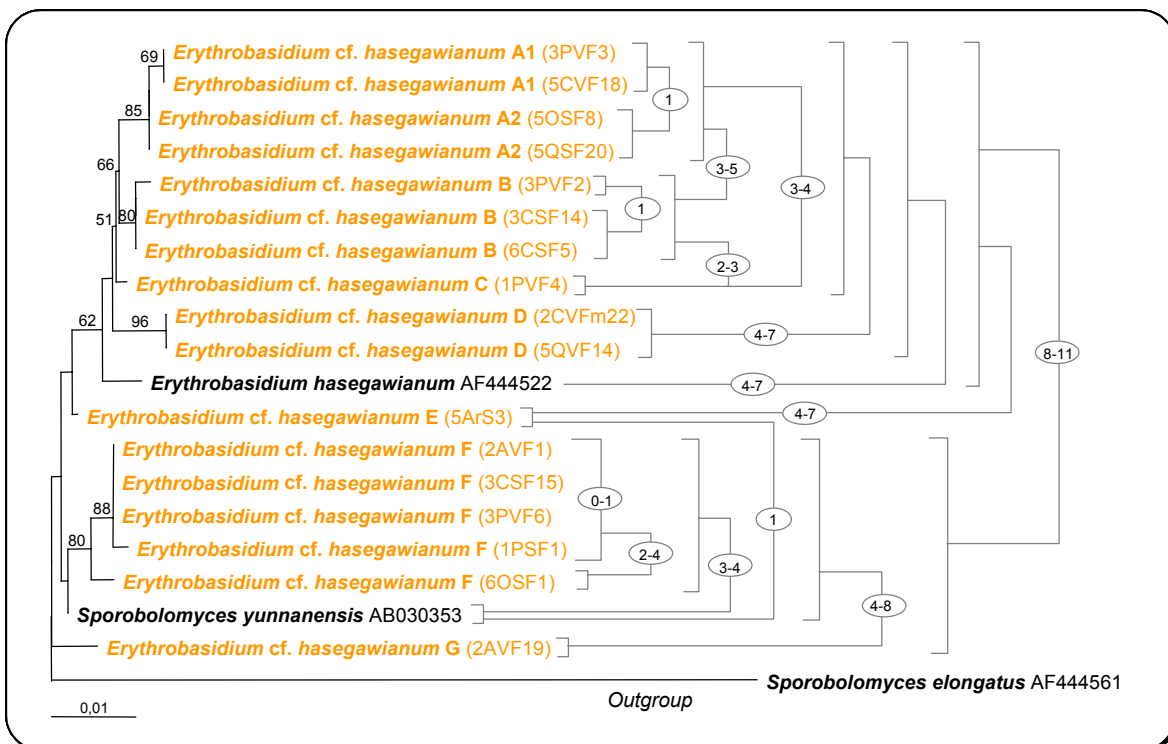 69
Erythrobasidium cf. hasegawianum A1 (3PVF3)
Erythrobasidium cf. hasegawianum A1 (5CVF18)
1
85
Erythrobasidium cf. hasegawianum A2 (5OSF8)
Erythrobasidium cf. hasegawianum A2 (5QSF20)
66
3-5
3-4
Erythrobasidium cf. hasegawianum B (3PVF2)
1
51
80
Erythrobasidium cf. hasegawianum B (3CSF14)
Erythrobasidium cf. hasegawianum B (6CSF5)
2-3
Erythrobasidium cf. hasegawianum C (1PVF4)
62
96
Erythrobasidium cf. hasegawianum D (2CVFm22)
4-7
Erythrobasidium cf. hasegawianum D (5QVF14)
8-11
Erythrobasidium hasegawianum AF444522
4-7
Erythrobasidium cf. hasegawianum E (5ArS3)
4-7
Erythrobasidium cf. hasegawianum F (2AVF1)
Erythrobasidium cf. hasegawianum F (3CSF15)
0-1
88
Erythrobasidium cf. hasegawianum F (3PVF6)
1
80
Erythrobasidium cf. hasegawianum F (1PSF1)
2-4
3-4
Erythrobasidium cf. hasegawianum F (6OSF1)
Sporobolomyces yunnanensis AB030353
4-8
Erythrobasidium cf. hasegawianum G (2AVF19)
Sporobolomyces elongatus AF444561
Outgroup
0,01